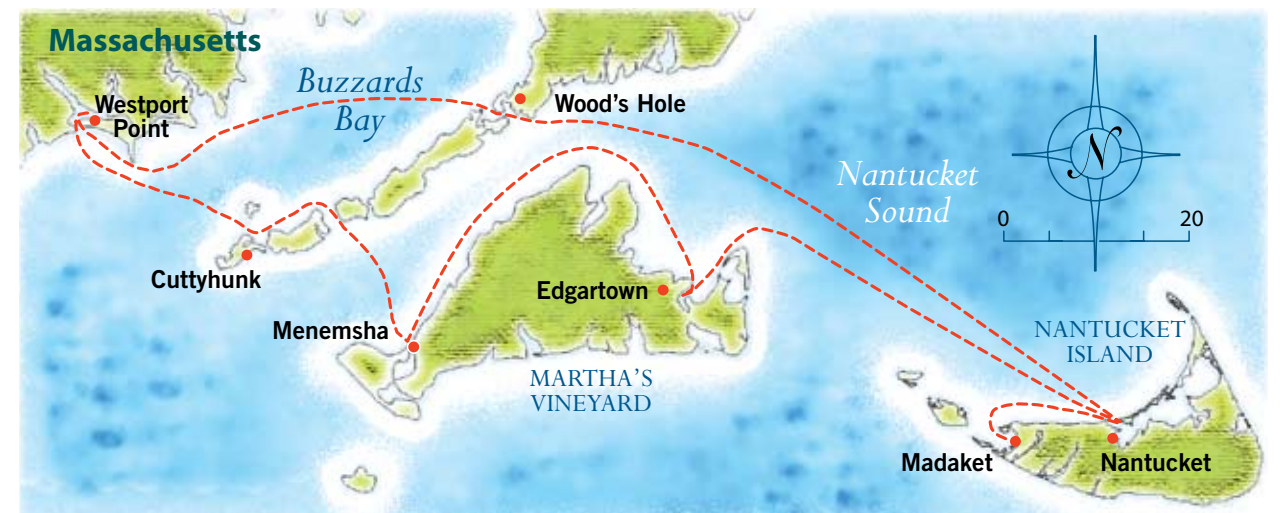 Massachusetts
Buzzards
Bay
Westport
Point
Wood's Hole
N
Nantucket
Sound
0 20
Cuttyhunk
Edgartown
Menemsha
NANTUCKET
ISLAND
MARTHA'S
VINEYARD
Madaket
Nantucket